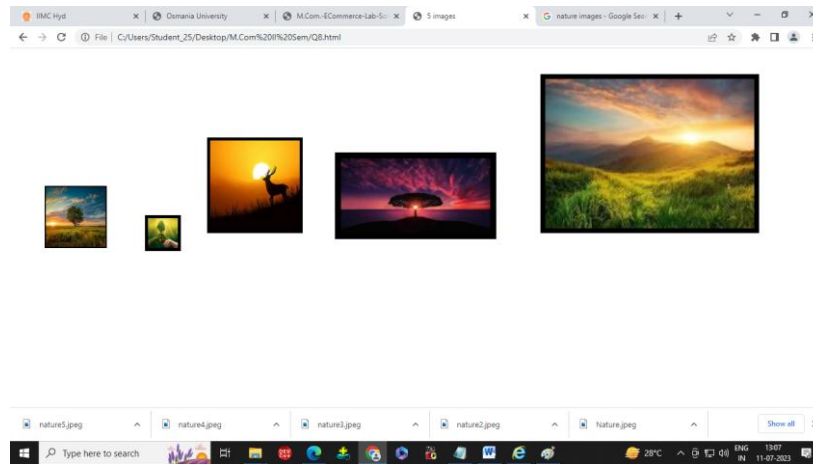 IIMC Hyd
Osmania University
M.Com.-ECommerce-Lab-So
5 images
nature images - Google Sear
File | C:/Users/Student_25/Desktop/M.Com%20II%20Sem/Q8.html
nature5.jpeg
nature4.jpeg
nature3.jpeg
nature2.jpeg
Nature.jpeg
Show all
Type here to search
28°C
ENG
IN
13:07
11-07-2023